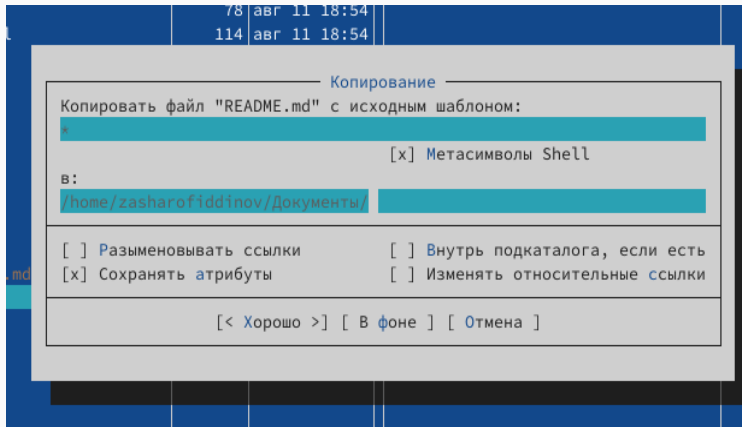 78 авг 11 18:54
114 авг 11 18:54
Копирование
Копировать файл "README.md" с исходным шаблоном:
*
[x] Метасимволы Shell
в:
/home/zasharofiddinov/Документы/
[ ] Разыменовывать ссылки [ ] Внутрь подкаталога, если есть
.md [x] Сохранять атрибуты [ ] Изменять относительные ссылки
[< Хорошо >] [ В фоне ] [ Отмена ]